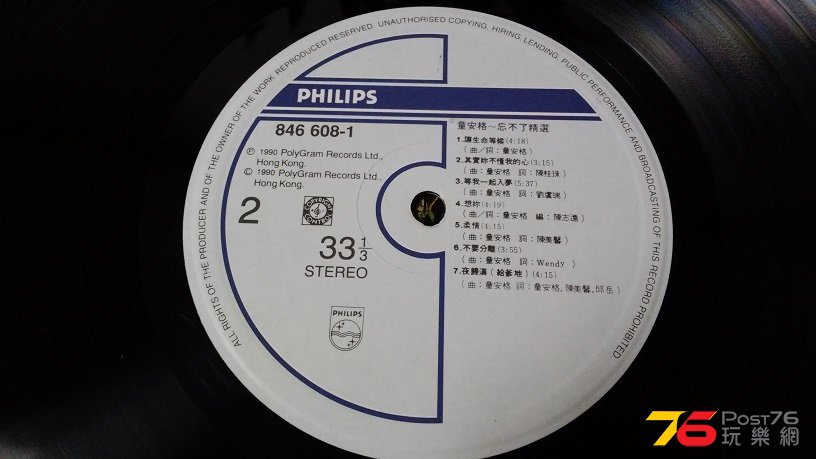 ALL RIGHTS OF THE PRODUCER AND OF THE OWNER OF THE WORK REPRODUCED RESERVED. UNAUTHORISED COPYING, HIRING, LENDING, PUBLIC PERFORMANCE AND BROADCASTING OF THIS RECORD PROHIBITED
PHILIPS
846 608-1
Ⓟ 1990 PolyGram Records Ltd.,
Hong Kong.
© 1990 PolyGram Records Ltd.,
Hong Kong.
2
COPYRIGHT
CONTROL
33 1/3
STEREO
PHILIPS
童安格~忘不了精選
1.讓生命等候(4:18)
(曲/詞:童安格)
2.其實妳不懂我的心(3:15)
(曲:童安格 詞:陳桂珠)
3.等我一起入夢(5:37)
(曲:童安格 詞:劉虞瑞)
4.想妳(4:19)
(曲/詞:童安格 編:陳志遠)
5.柔情(4:15)
(曲:童安格 詞:陳美馨)
6.不要分離(3:55)
(曲:童安格 詞:Wendy)
7.夜歸漢(給爹地)(4:15)
(曲:童安格 詞:童安格,陳美馨,邱岳)
76 Post76
玩樂網